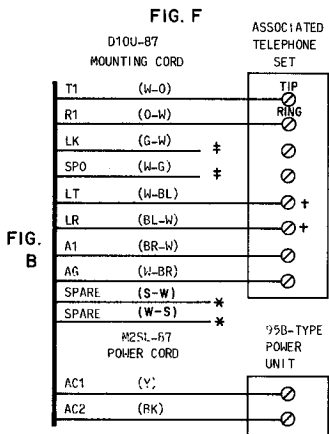 FIG. F
D10U-87
MOUNTING CORD
ASSOCIATED
TELEPHONE
SET
T1 (W-O) TIP
R1 (O-W) RING
LK (G-W) ‡
SPO (W-G) ‡
LT (W-BL) †
LR (BL-W) †
A1 (BR-W)
AG (W-BR)
SPARE (S-W) *
SPARE (W-S) *
FIG.
B
M2SL-87
POWER CORD
95B-TYPE
POWER
UNIT
AC1 (Y)
AC2 (BK)